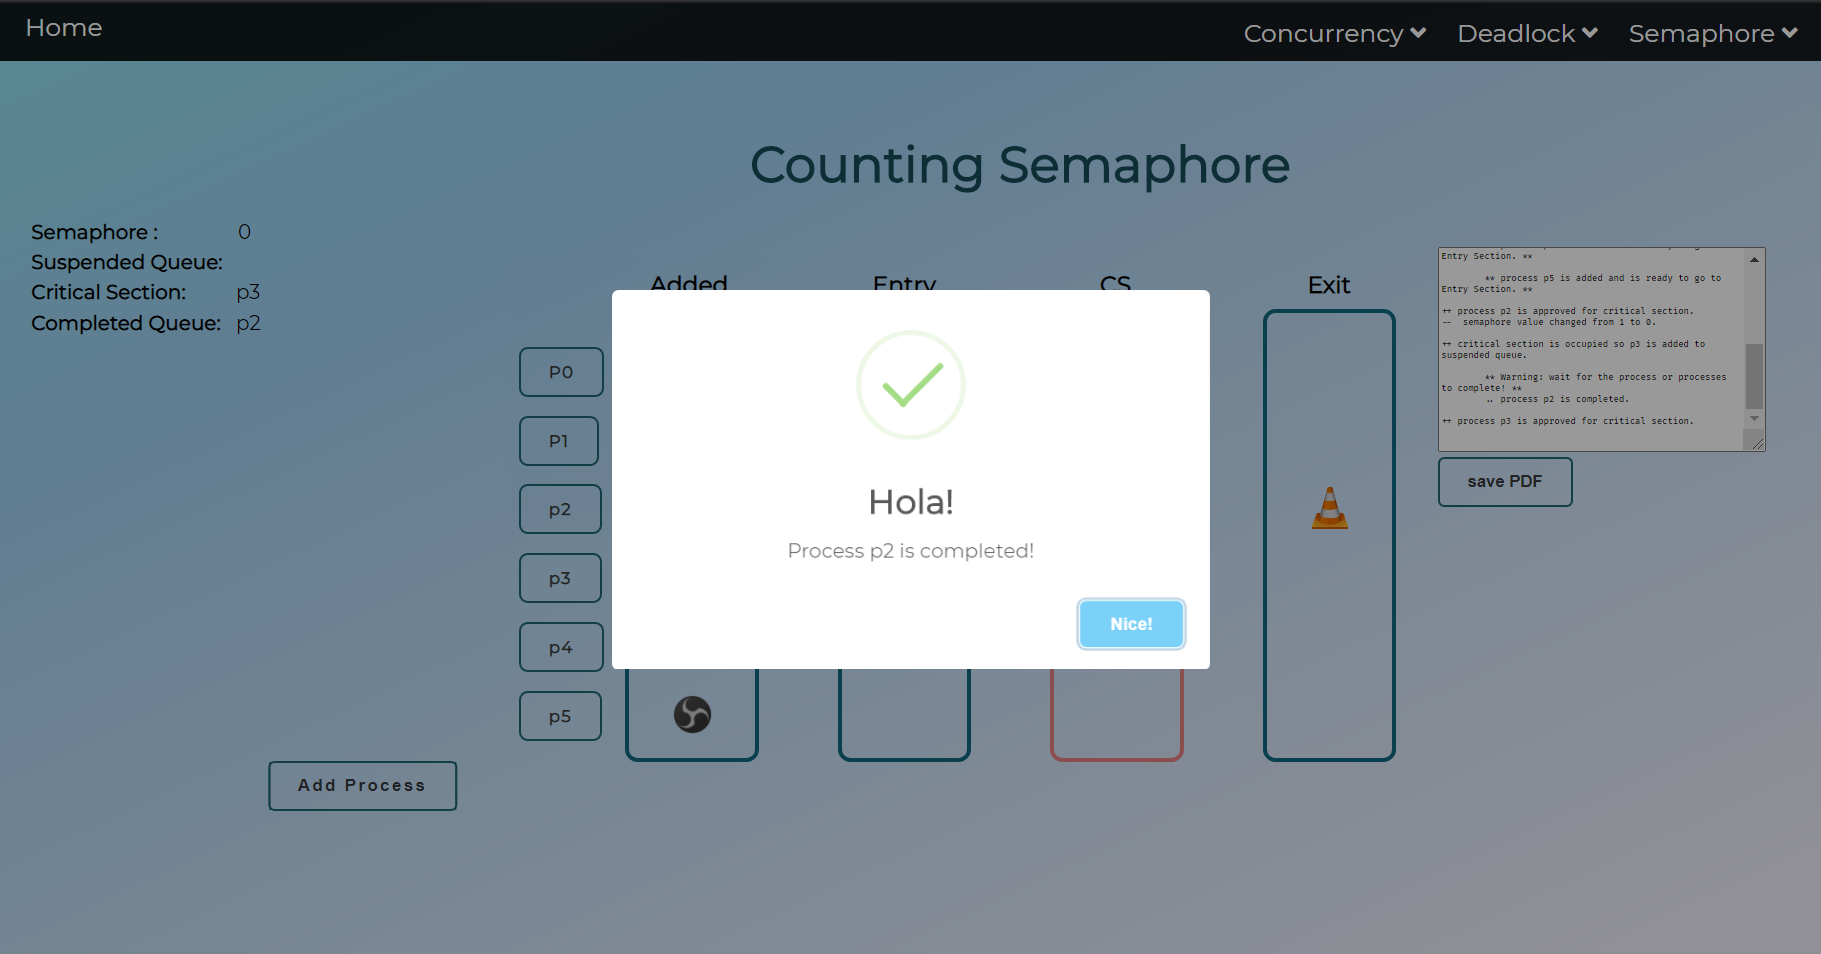 Home
Concurrency
Deadlock
Semaphore
Counting Semaphore
Semaphore : 0
Suspended Queue:
Critical Section: p3
Completed Queue: p2
Added
Entry
CS
Exit
P0
P1
p2
p3
p4
p5
Add Process
Hola!
Process p2 is completed!
Nice!
Entry Section. **
** process p5 is added and is ready to go to
Entry Section. **
++ process p2 is approved for critical section.
-- semaphore value changed from 1 to 0.
++ critical section is occupied so p3 is added to
suspended queue.
** Warning: wait for the process or processes
to complete! **
.. process p2 is completed.
++ process p3 is approved for critical section.
save PDF